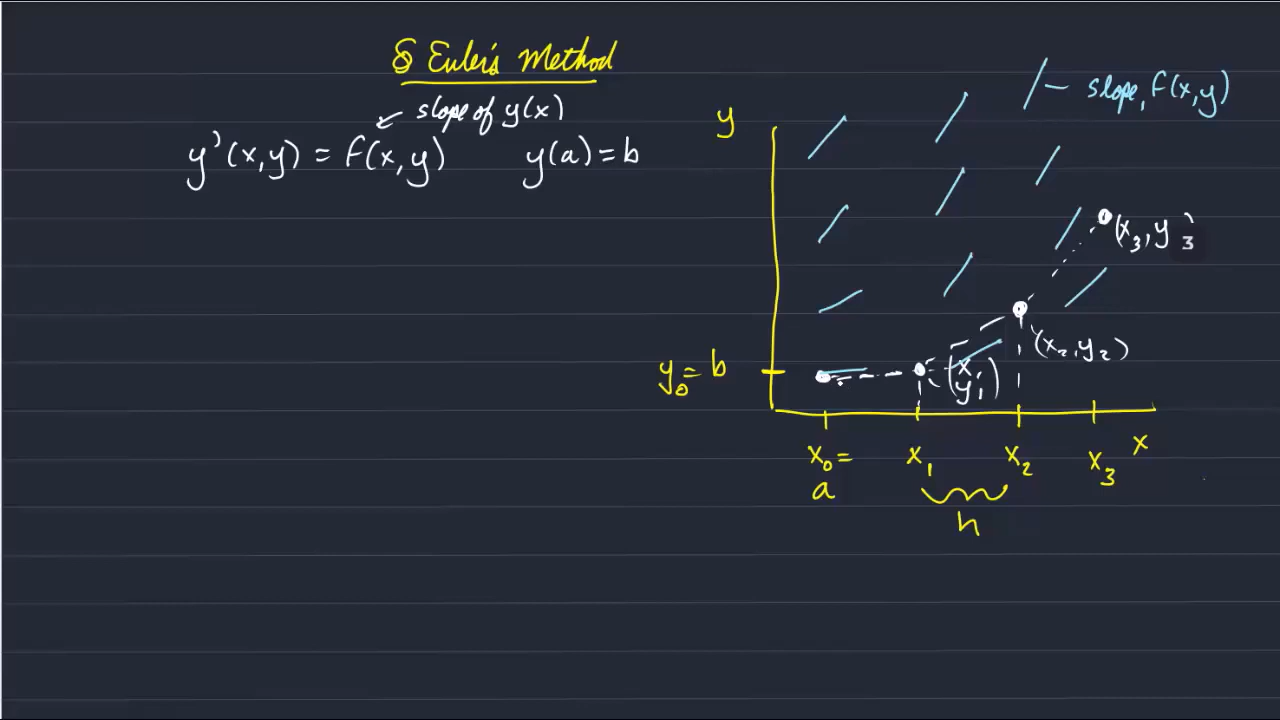 § Euler's Method
slope of y(x)
y'(x,y) = f(x,y) y(a) = b
y
slope, f(x,y)
(x₃, y₃)
(x₂, y₂)
(x₁
y₁)
y₀ = b
x₀ = x₁ x₂ x₃ x
a
h